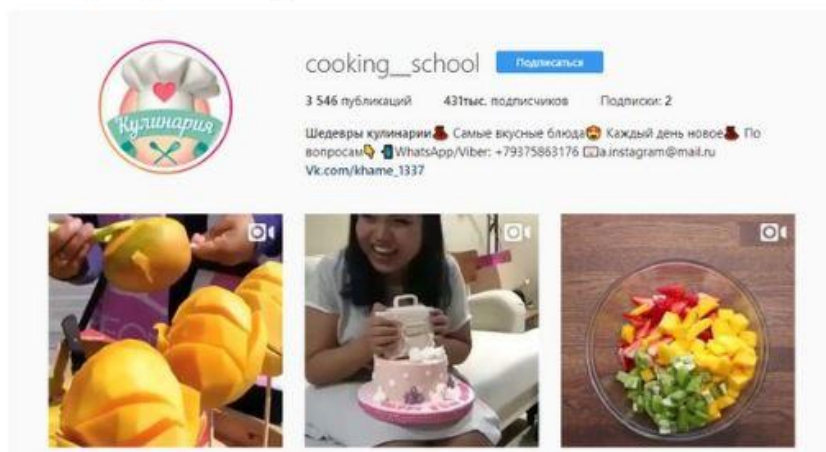 cooking__school Подписаться
3 546 публикаций 431тыс. подписчиков Подписки: 2
Шедевры кулинарии Самые вкусные блюда Каждый день новое По
вопросам WhatsApp/Viber: +79375863176 a.instagram@mail.ru
Vk.com/khame_1337
Кулинария